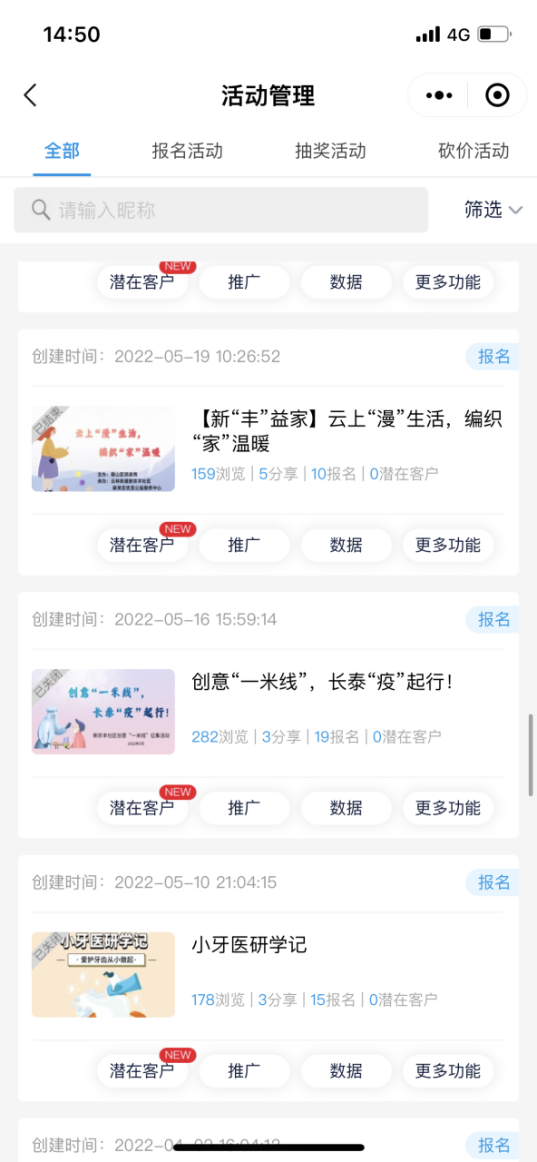 14:50
4G
活动管理
全部
报名活动
抽奖活动
砍价活动
请输入昵称
筛选
NEW
潜在客户
推广
数据
更多功能
创建时间：2022-05-19 10:26:52
报名
已结束
云上“漫”生活，
编织“家”温暖
【新“丰”益家】云上“漫”生活，编织
“家”温暖
159浏览 | 5分享 | 10报名 | 0潜在客户
NEW
潜在客户
推广
数据
更多功能
创建时间：2022-05-16 15:59:14
报名
已关闭
创意“一米线”，
长泰“疫”起行!
创意“一米线”，长泰“疫”起行!
282浏览 | 3分享 | 19报名 | 0潜在客户
NEW
潜在客户
推广
数据
更多功能
创建时间：2022-05-10 21:04:15
报名
已关闭
小牙医研学记
·爱护牙齿从小做起·
小牙医研学记
178浏览 | 3分享 | 15报名 | 0潜在客户
NEW
潜在客户
推广
数据
更多功能
创建时间：2022-04
报名